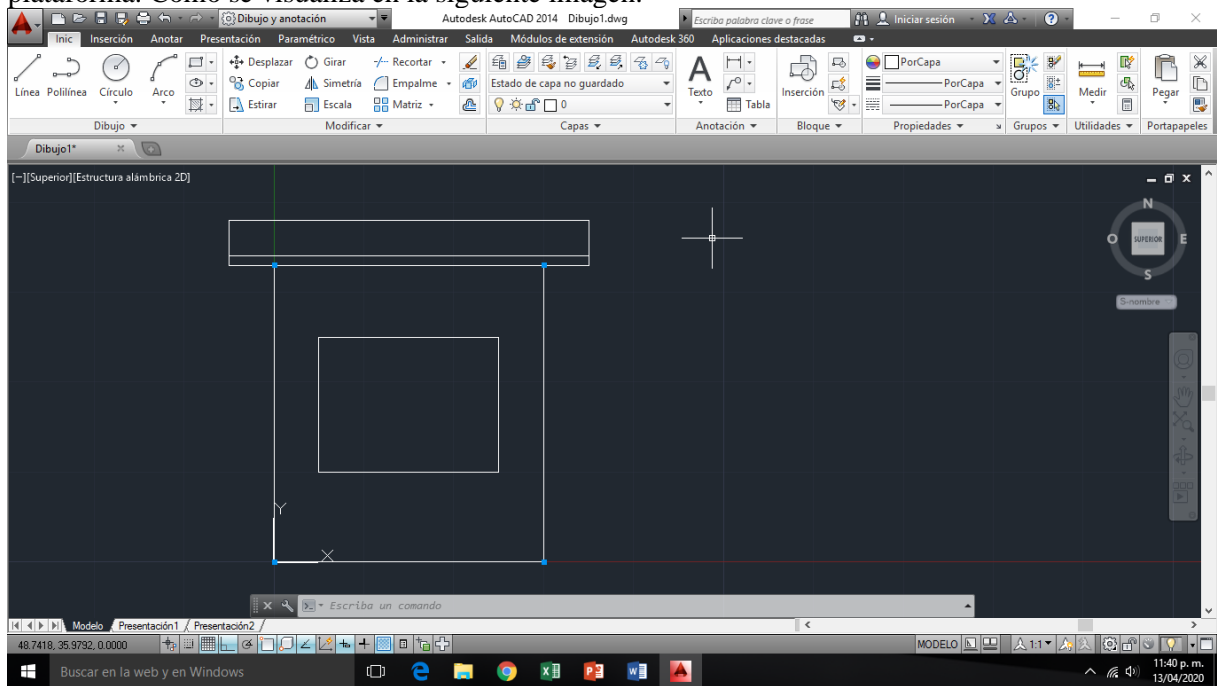 plataforma. Como se visualiza en la siguiente imagen.
Dibujo y anotación Autodesk AutoCAD 2014 Dibujo1.dwg Escriba palabra clave o frase Iniciar sesión
Inic Inserción Anotar Presentación Paramétrico Vista Administrar Salida Módulos de extensión Autodesk 360 Aplicaciones destacadas
Desplazar Girar Recortar PorCapa
Línea Polilínea Círculo Arco Copiar Simetría Empalme Estado de capa no guardado Texto Inserción PorCapa Grupo Medir Pegar
Estirar Escala Matriz 0 Tabla PorCapa
Dibujo Modificar Capas Anotación Bloque Propiedades Grupos Utilidades Portapapeles
Dibujo1*
[−][Superior][Estructura alámbrica 2D]
N
O SUPERIOR E
S
S-nombre
Y
X
Escriba un comando
Modelo Presentación1 Presentación2
48.7418, 35.9792, 0.0000 MODELO 1:1
Buscar en la web y en Windows 11:40 p. m.
13/04/2020